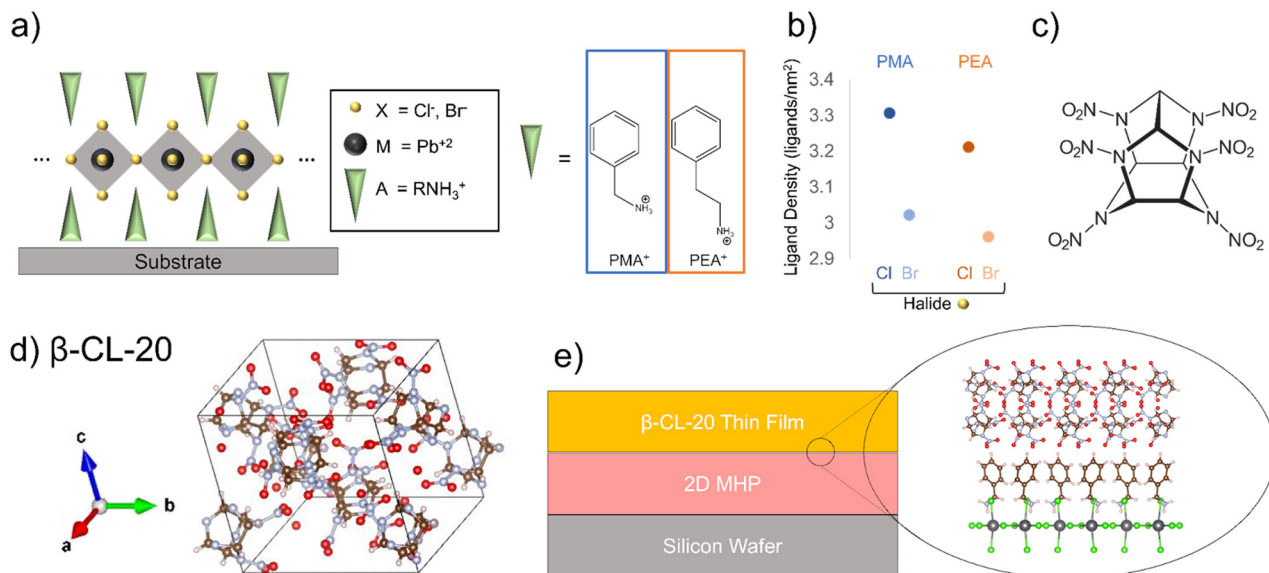 a)
...
...
Substrate
X = Cl⁻, Br⁻
M = Pb⁺²
A = RNH₃⁺
=
NH₃
⊕
PMA⁺
NH₃
⊕
PEA⁺
b)
PMA PEA
Ligand Density (ligands/nm²)
3.4
3.3
3.2
3.1
3
2.9
Cl Br Cl Br
Halide
c)
O₂N N N NO₂
O₂N N N NO₂
O₂N N N NO₂
d) β-CL-20
c
b
a
e)
β-CL-20 Thin Film
2D MHP
Silicon Wafer